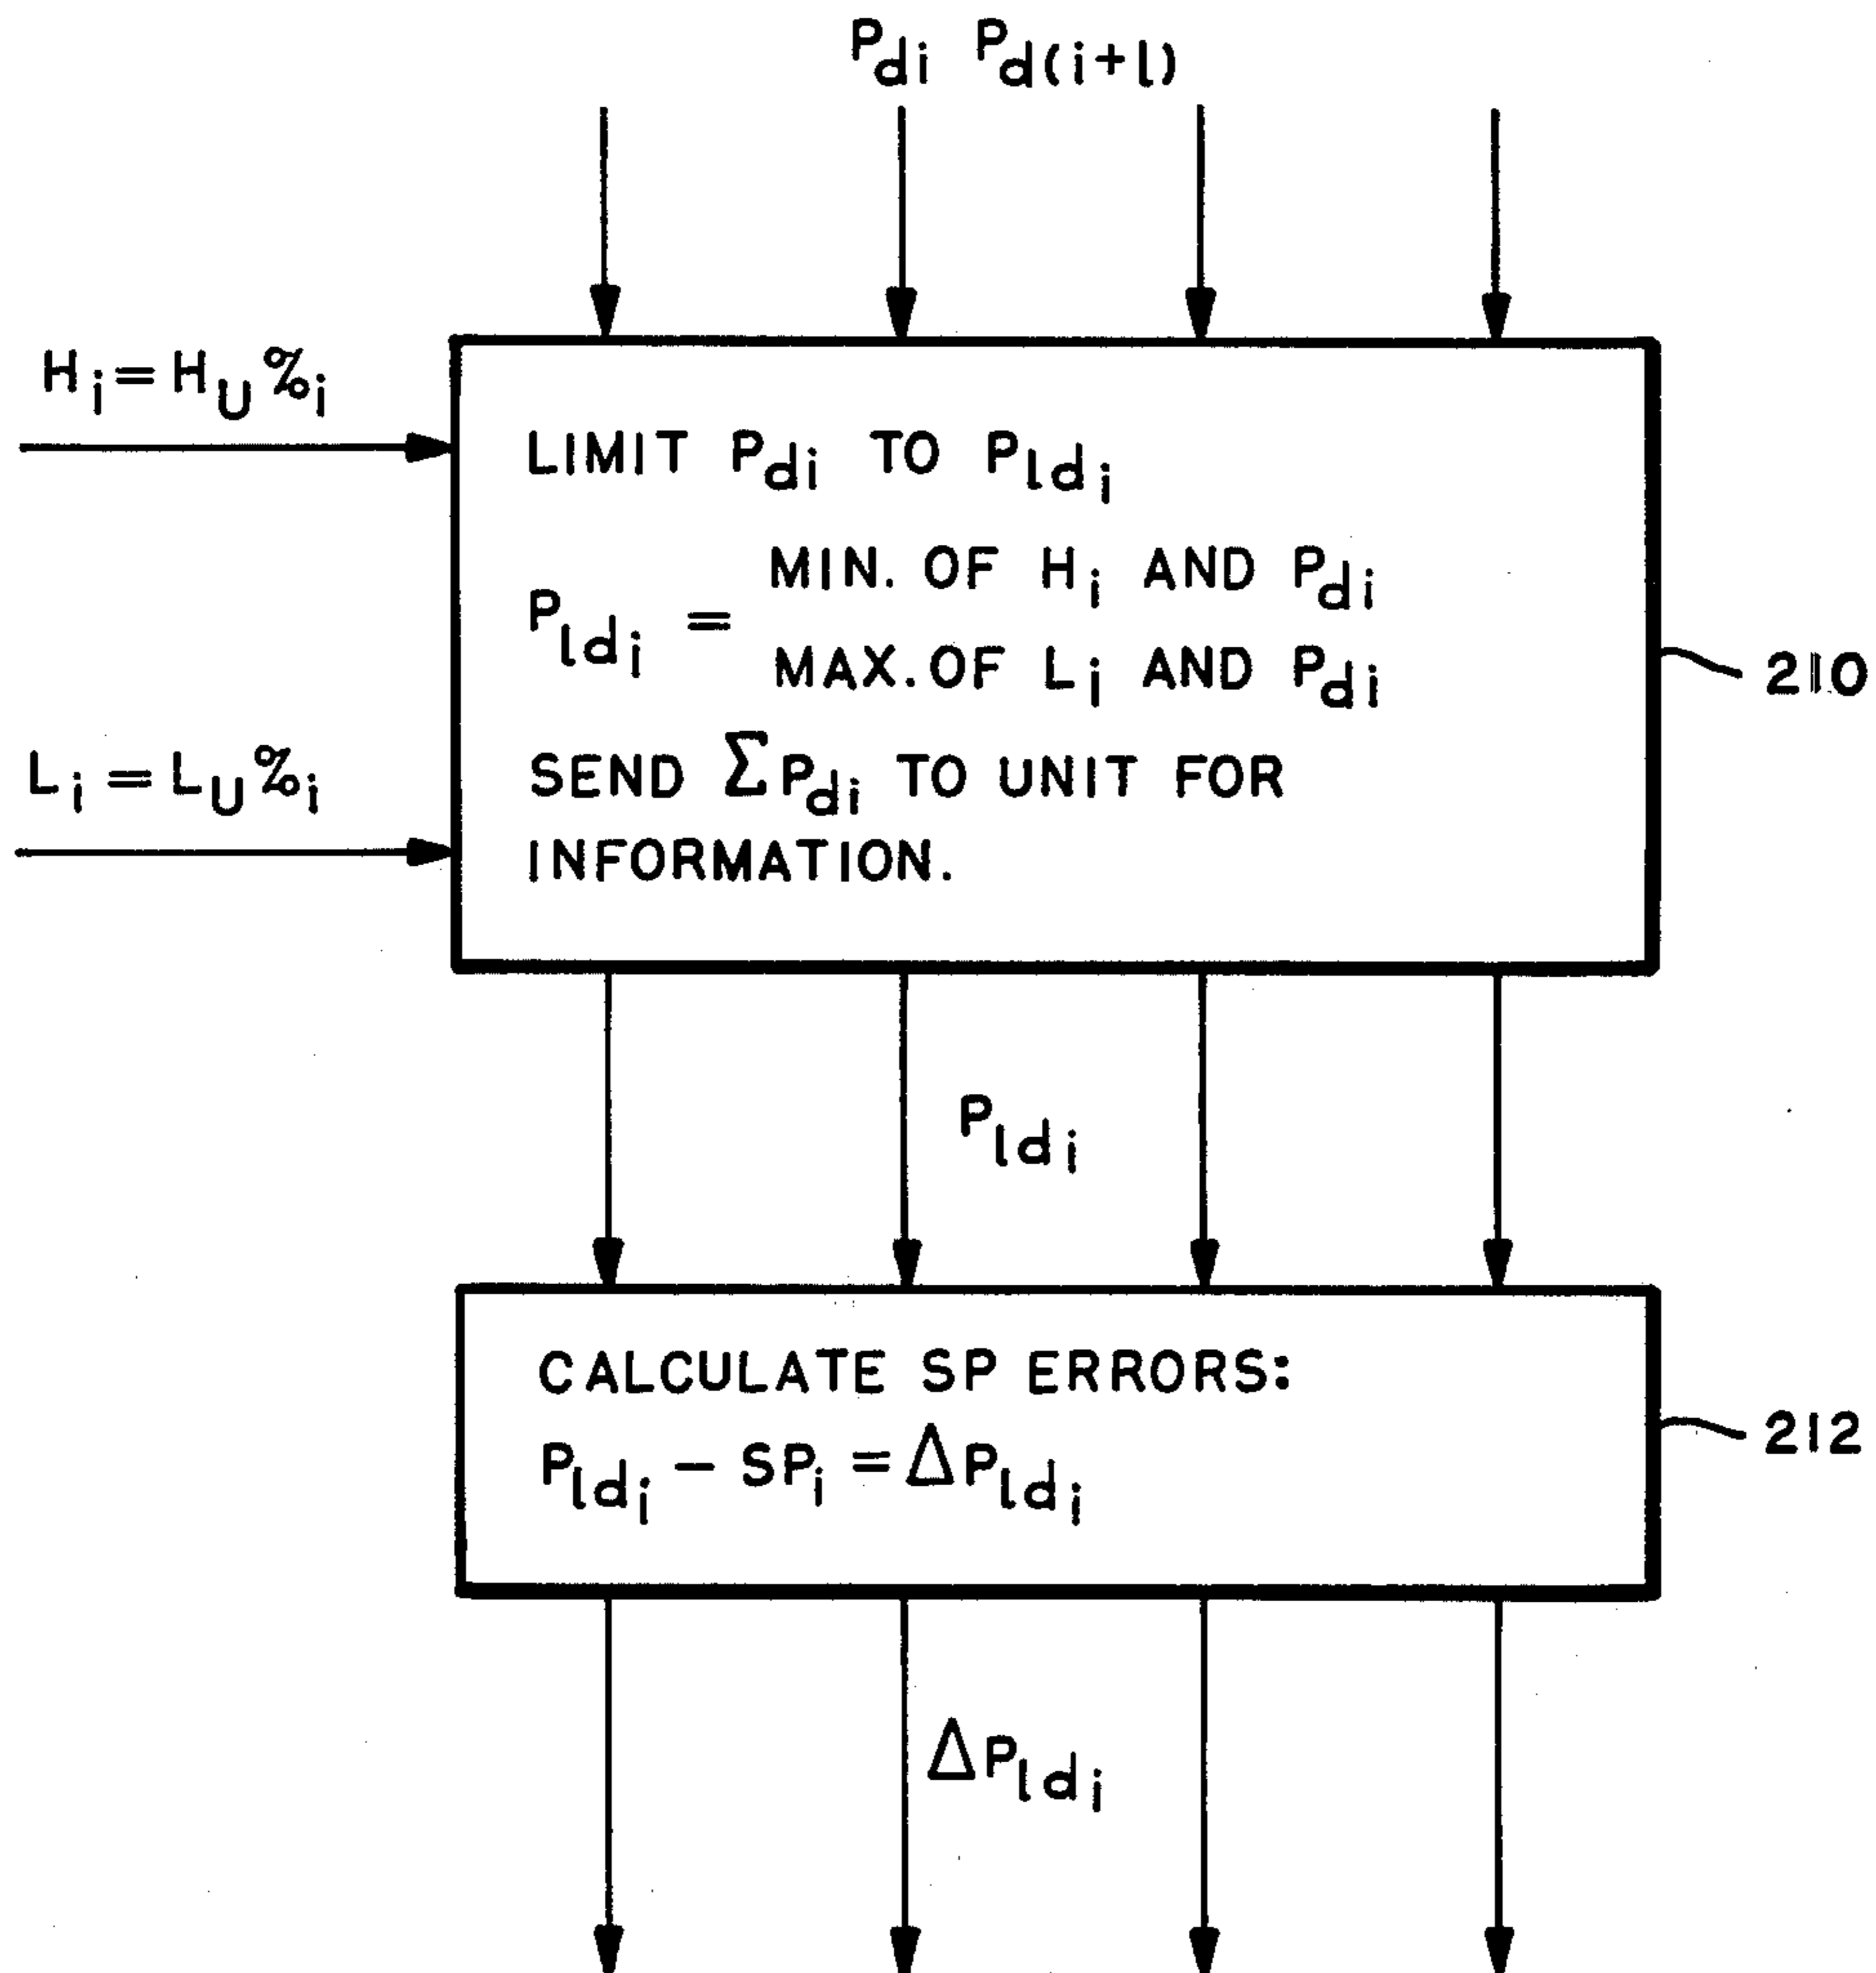 Pdi Pd(i+1)
Hi = HU %i
LIMIT Pdi TO Pldi
MIN. OF Hi AND Pdi
Pldi =
MAX. OF Li AND Pdi
210
Li = LU %i
SEND ΣPdi TO UNIT FOR
INFORMATION.
Pldi
CALCULATE SP ERRORS:
212
Pldi – SPi = ΔPldi
ΔPldi